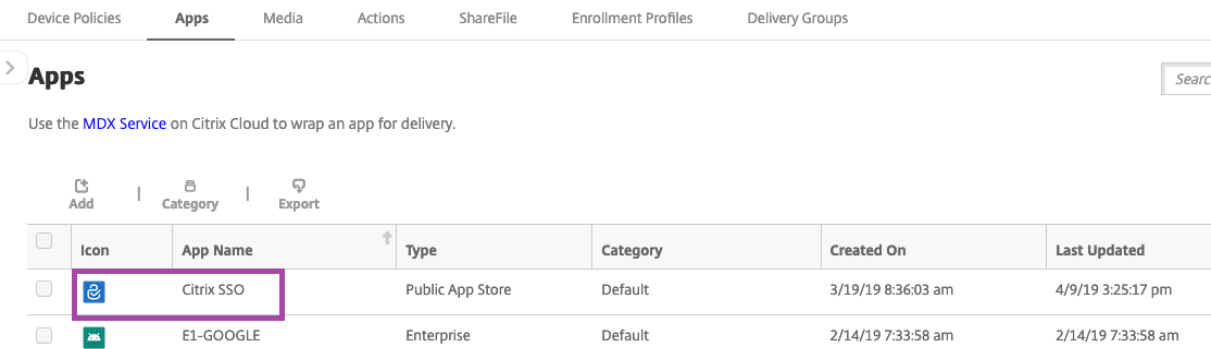 Device Policies Apps Media Actions ShareFile Enrollment Profiles Delivery Groups
Apps
Searc
Use the MDX Service on Citrix Cloud to wrap an app for delivery.
Add | Category | Export
Icon App Name Type Category Created On Last Updated
Citrix SSO Public App Store Default 3/19/19 8:36:03 am 4/9/19 3:25:17 pm
E1-GOOGLE Enterprise Default 2/14/19 7:33:58 am 2/14/19 7:33:58 am